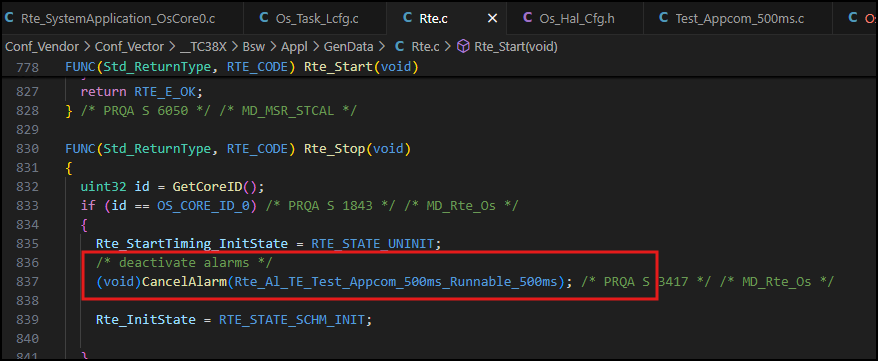 Rte_SystemApplication_OsCore0.c Os_Task_Lcfg.c Rte.c Os_Hal_Cfg.h Test_Appcom_500ms.c Os
Conf_Vendor > Conf_Vector > __TC38X > Bsw > Appl > GenData > Rte.c > Rte_Start(void)
778 FUNC(Std_ReturnType, RTE_CODE) Rte_Start(void)
827 return RTE_E_OK;
828 } /* PRQA S 6050 */ /* MD_MSR_STCAL */
829
830 FUNC(Std_ReturnType, RTE_CODE) Rte_Stop(void)
831 {
832 uint32 id = GetCoreID();
833 if (id == OS_CORE_ID_0) /* PRQA S 1843 */ /* MD_Rte_Os */
834 {
835 Rte_StartTiming_InitState = RTE_STATE_UNINIT;
836 /* deactivate alarms */
837 (void)CancelAlarm(Rte_Al_TE_Test_Appcom_500ms_Runnable_500ms); /* PRQA S 3417 */ /* MD_Rte_Os */
838
839 Rte_InitState = RTE_STATE_SCHM_INIT;
840
841 }